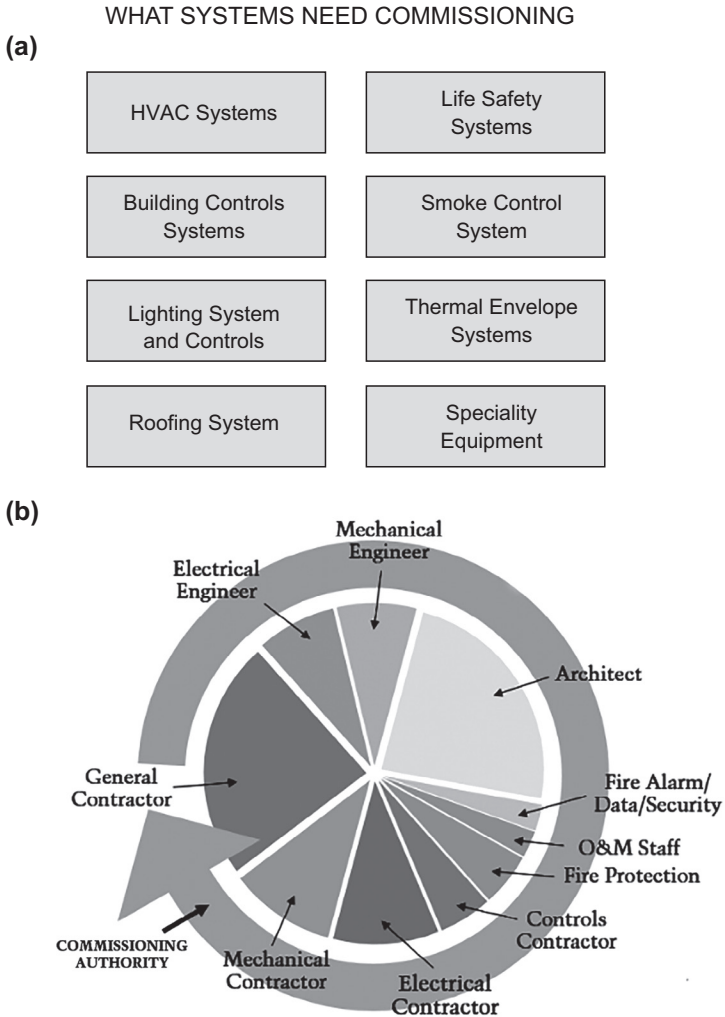 WHAT SYSTEMS NEED COMMISSIONING
(a)
HVAC Systems
Life Safety
Systems
Building Controls
Systems
Smoke Control
System
Lighting System
and Controls
Thermal Envelope
Systems
Roofing System
Speciality
Equipment
(b)
Mechanical
Engineer
Electrical
Engineer
Architect
General
Contractor
Fire Alarm/
Data/Security
O&M Staff
Fire Protection
Controls
Contractor
COMMISSIONING
AUTHORITY
Mechanical
Contractor
Electrical
Contractor